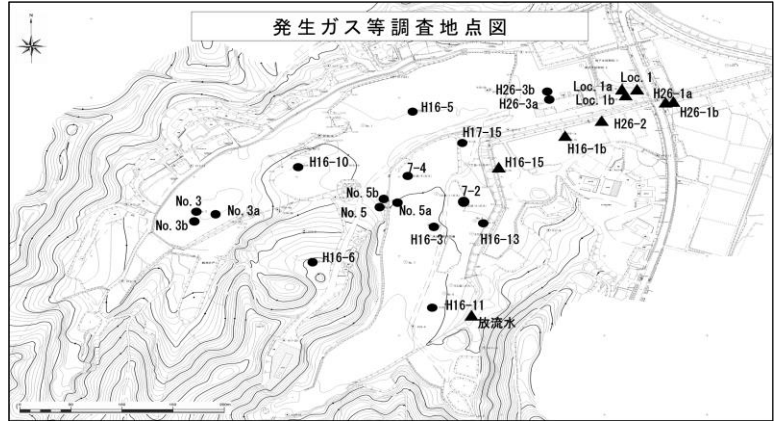 発生ガス等調査地点図
N
H26-3b
H26-3a
Loc. 1a
Loc. 1
Loc. 1b
H26-1a
H26-1b
H16-5
H26-2
H17-15
H16-1b
H16-10
7-4
H16-15
No. 3
No. 3a
No. 3b
No. 5b
No. 5
No. 5a
7-2
H16-3
H16-13
H16-6
H16-11
放流水